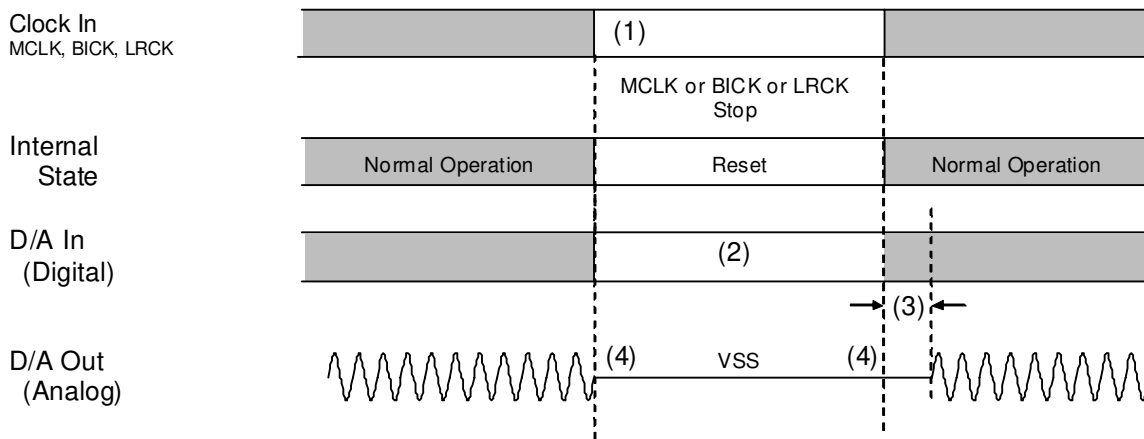 Clock In
MCLK, BICK, LRCK
(1)
MCLK or BICK or LRCK
Stop
Internal
State
Normal Operation
Reset
Normal Operation
D/A In
(Digital)
(2)
(3)
D/A Out
(Analog)
(4)
VSS
(4)